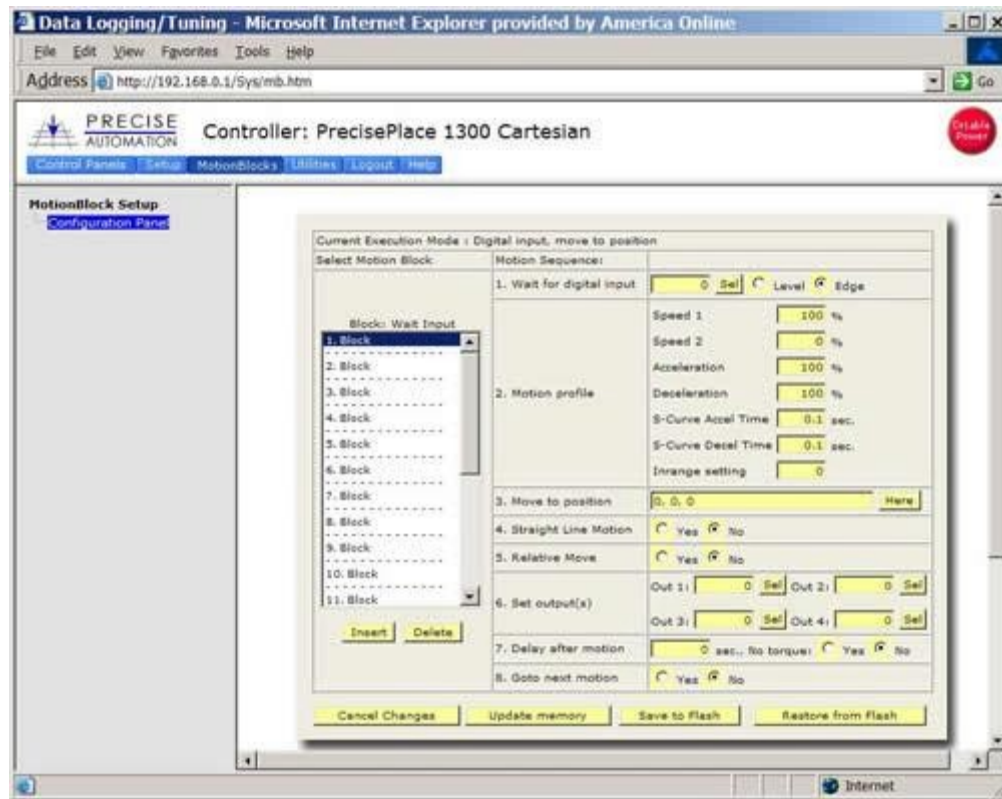 Data Logging/Tuning - Microsoft Internet Explorer provided by America Online
File Edit View Favorites Tools Help
Address http://192.168.0.1/Sys/mb.htm Go
PRECISE
AUTOMATION
Controller: PrecisePlace 1300 Cartesian
Disable
Power
Control Panels Setup MotionBlocks Utilities Logout Help
MotionBlock Setup
Configuration Panel
Current Execution Mode : Digital input, move to position
Select Motion Block Motion Sequence:
1. Wait for digital input 0 Sel Level Edge
Block: Wait Input
1. Block
2. Block
3. Block
4. Block
5. Block
6. Block
7. Block
8. Block
9. Block
10. Block
11. Block
Insert Delete
2. Motion profile
Speed 1 100 %
Speed 2 0 %
Acceleration 100 %
Deceleration 100 %
S-Curve Accel Time 0.1 sec.
S-Curve Decel Time 0.1 sec.
Inrange setting 0
3. Move to position 0, 0, 0 Here
4. Straight Line Motion Yes No
5. Relative Move Yes No
6. Set output(s)
Out 1: 0 Sel Out 2: 0 Sel
Out 3: 0 Sel Out 4: 0 Sel
7. Delay after motion 0 sec., No torque: Yes No
8. Goto next motion Yes No
Cancel Changes Update memory Save to Flash Restore from Flash
Internet